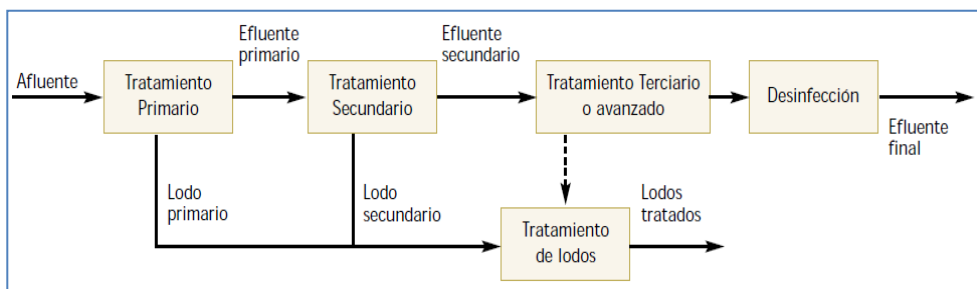 Afluente
Tratamiento
Primario
Efluente
primario
Tratamiento
Secundario
Efluente
secundario
Tratamiento Terciario
o avanzado
Desinfección
Efluente
final
Lodo
primario
Lodo
secundario
Tratamiento
de lodos
Lodos
tratados